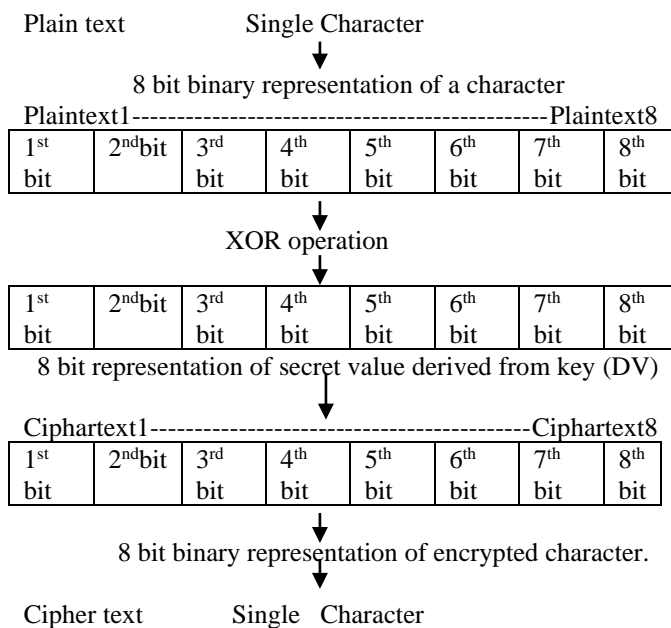 Plain text Single Character
8 bit binary representation of a character
Plaintext1----------------------------------------------Plaintext8
1st bit 2ndbit 3rd bit 4th bit 5th bit 6th bit 7th bit 8th bit
XOR operation
1st bit 2ndbit 3rd bit 4th bit 5th bit 6th bit 7th bit 8th bit
8 bit representation of secret value derived from key (DV)
Ciphartext1------------------------------------------Ciphartext8
1st bit 2ndbit 3rd bit 4th bit 5th bit 6th bit 7th bit 8th bit
8 bit binary representation of encrypted character.
Cipher text Single Character